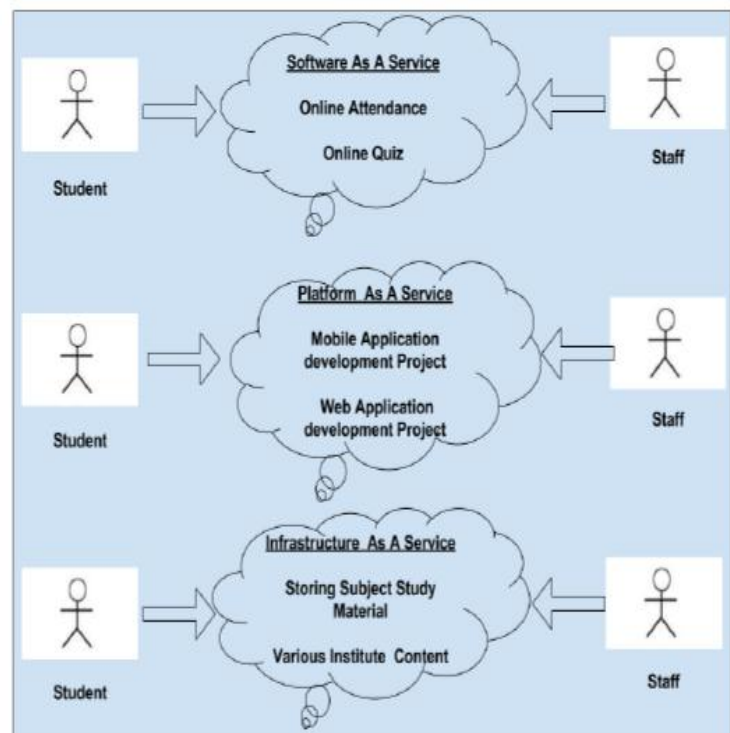 Software As A Service
Online Attendance
Online Quiz
Student
Staff
Platform As A Service
Mobile Application
development Project
Web Application
development Project
Student
Staff
Infrastructure As A Service
Storing Subject Study
Material
Various Institute Content
Student
Staff